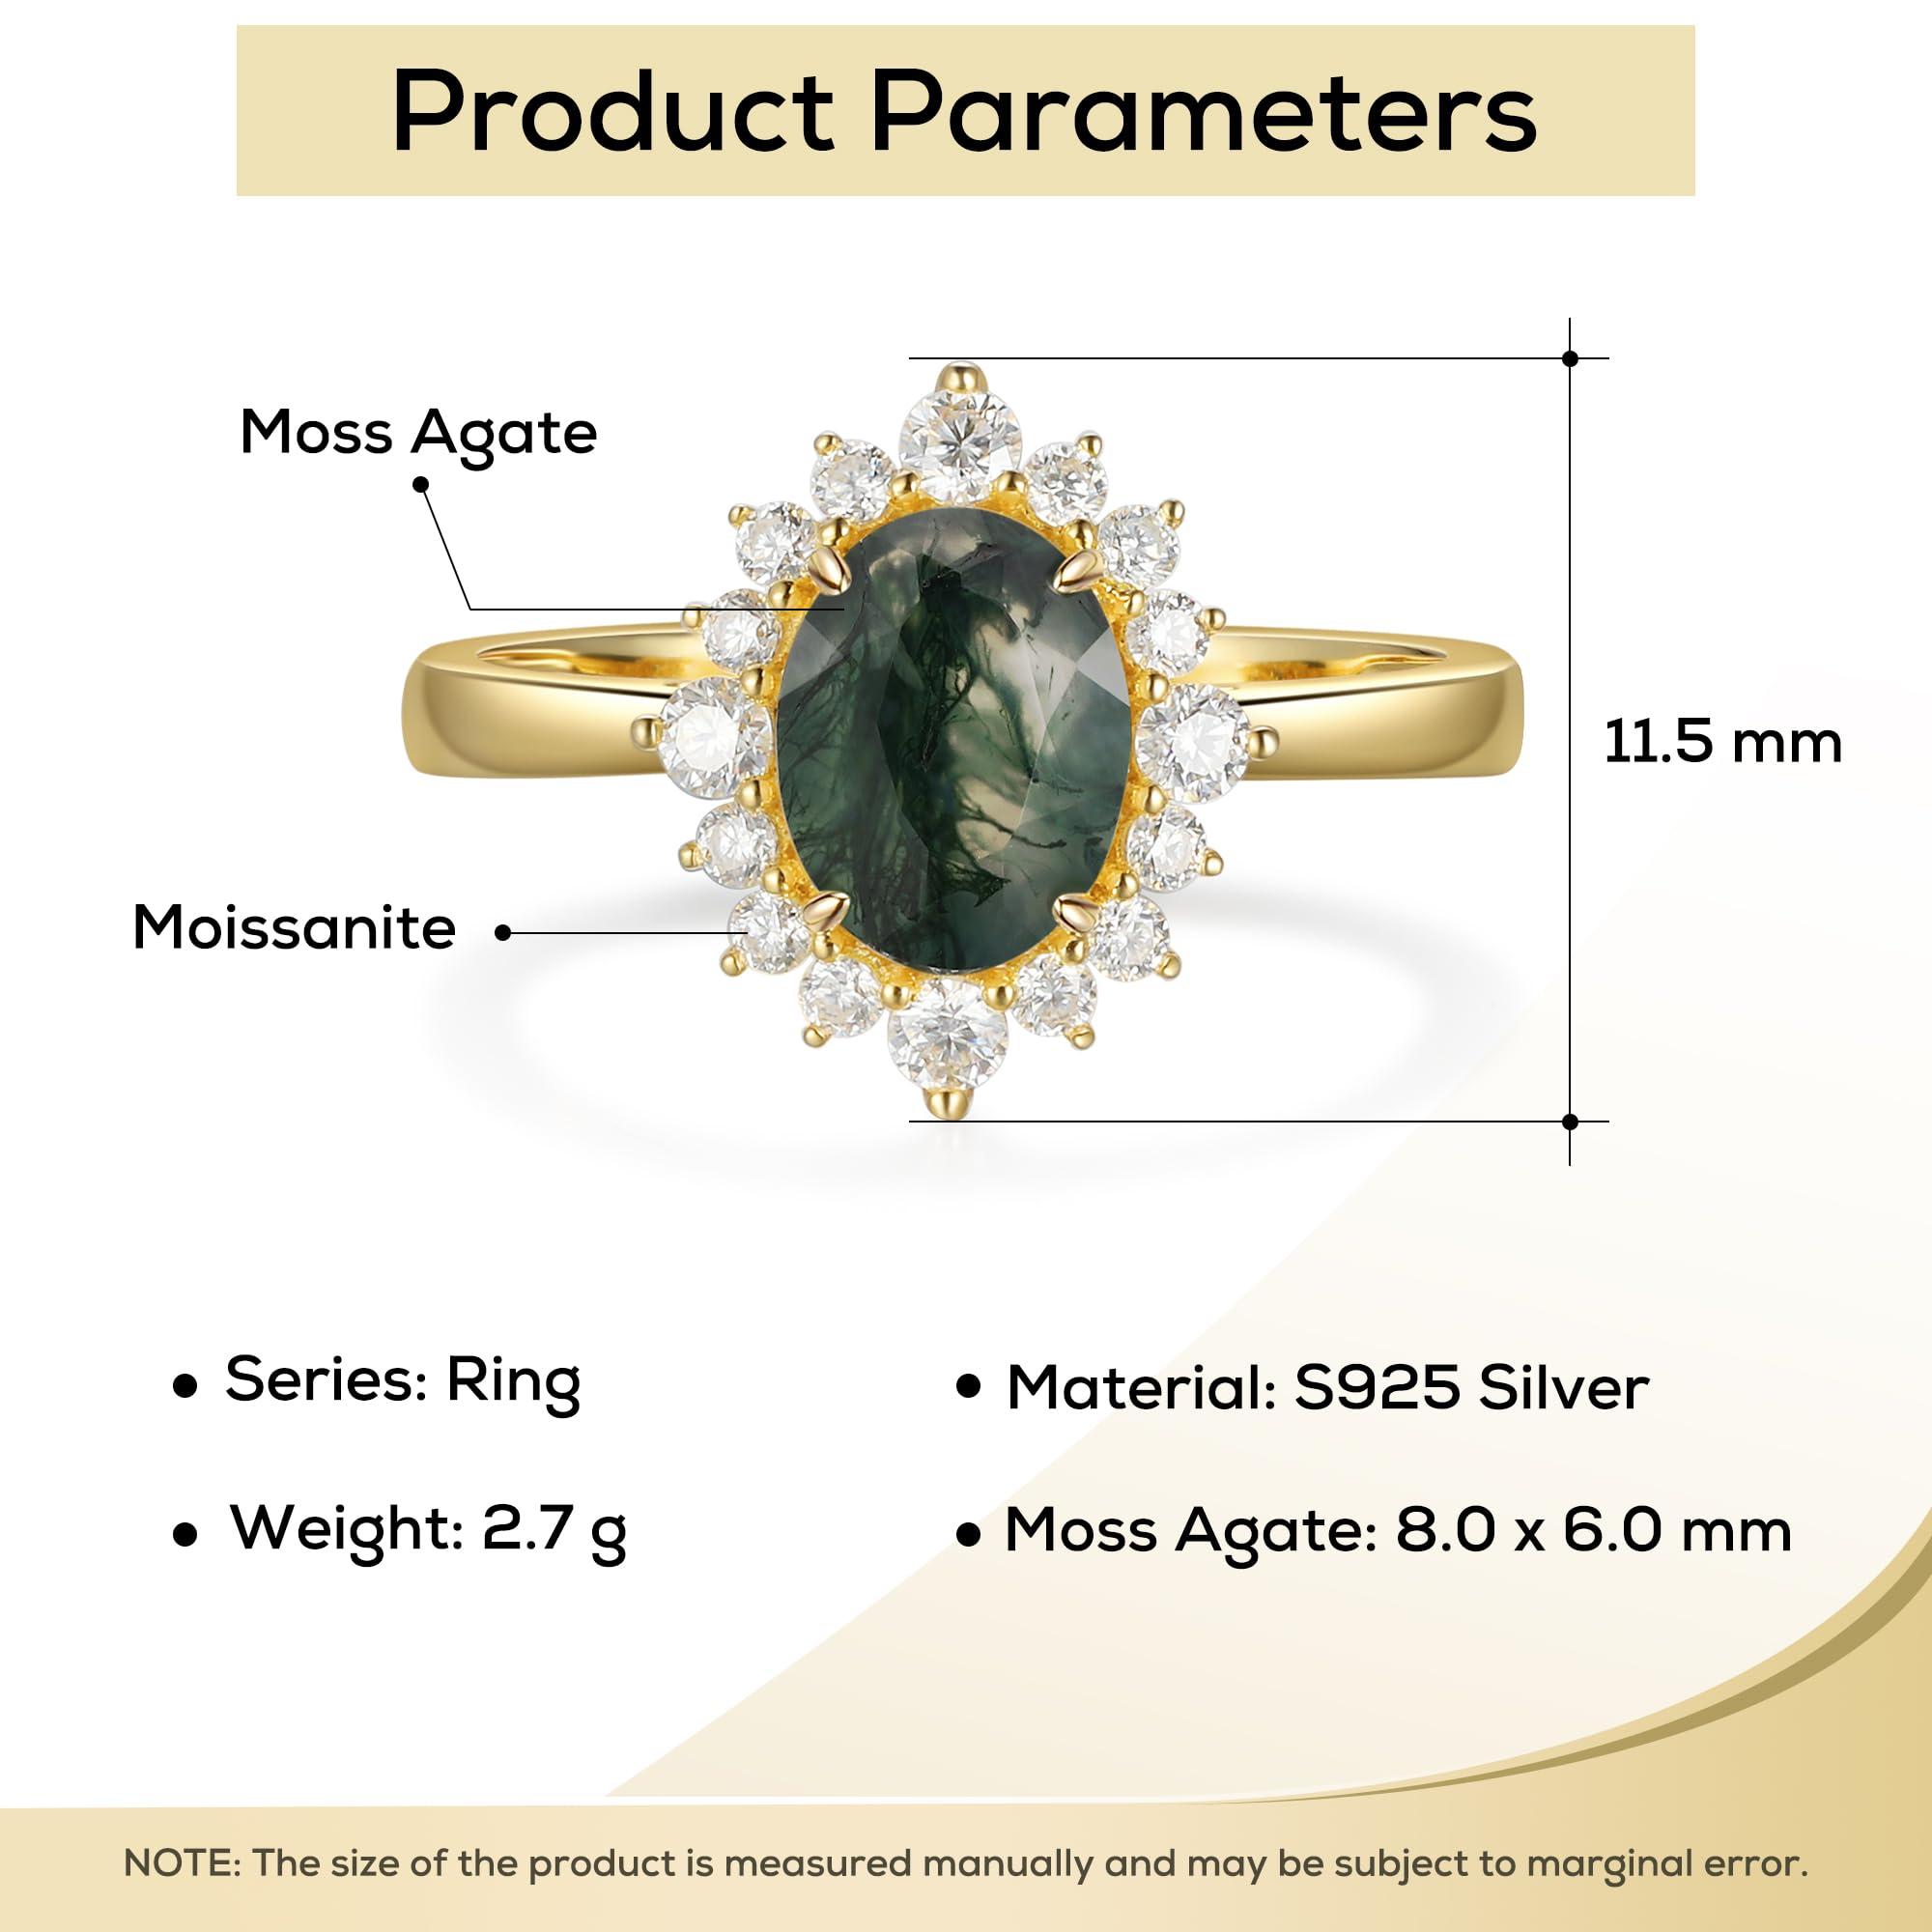 Product Parameters
Moss Agate
11.5 mm
Moissanite
Series: Ring
Material: S925 Silver
Weight: 2.7 g
Moss Agate: 8.0 x 6.0 mm
NOTE: The size of the product is measured manually and may be subject to marginal error.